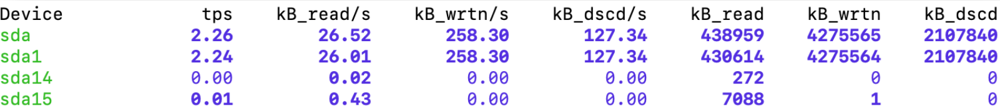 Device tps kB_read/s kB_wrtn/s kB_dscd/s kB_read kB_wrtn kB_dscd
sda 2.26 26.52 258.30 127.34 438959 4275565 2107840
sda1 2.24 26.01 258.30 127.34 430614 4275564 2107840
sda14 0.00 0.02 0.00 0.00 272 0 0
sda15 0.01 0.43 0.00 0.00 7088 1 0